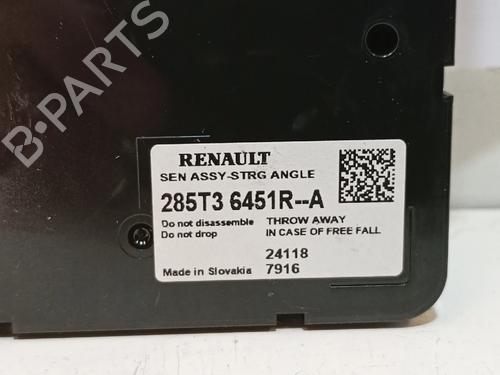 RENAULT
SEN ASSY-STRG ANGLE
285T3 6451R--A
Do not disassemble THROW AWAY
Do not drop IN CASE OF FREE FALL
24118
Made in Slovakia 7916
B-PARTS